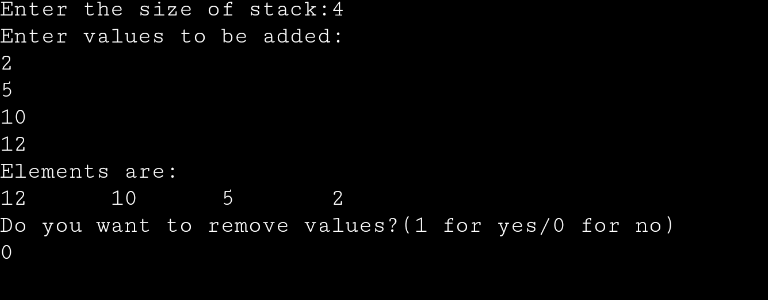 Enter the size of stack:4
Enter values to be added:
2
5
10
12
Elements are:
12 10 5 2
Do you want to remove values?(1 for yes/0 for no)
0